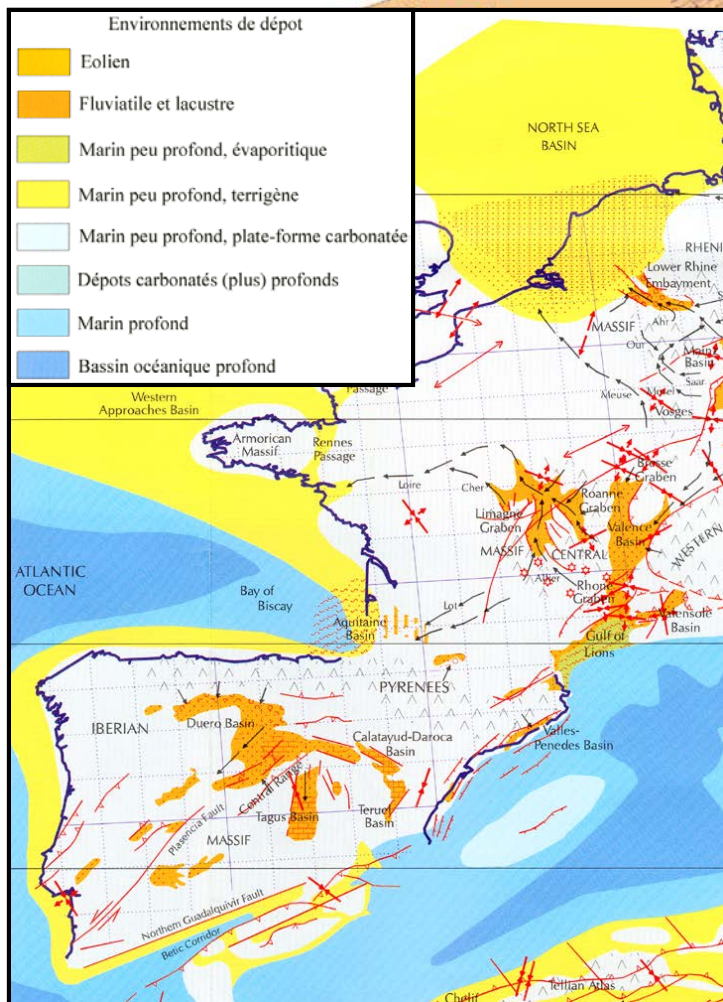 Environnements de dépot
Eolien
Fluviatile et lacustre
Marin peu profond, évaporitique
Marin peu profond, terrigène
Marin peu profond, plate-forme carbonatée
Dépots carbonatés (plus) profonds
Marin profond
Bassin océanique profond
NORTH SEA
BASIN
RHENI
Lower Rhine
Embayment
MASSIF
Ahr
Our
Main
Basin
Saar
Meuse
Mosel
Vosges
Passage
Western
Approaches Basin
Armorican
Massif
Rennes
Passage
Loire
Cher
Bresse
Graben
Roanne
Graben
Limagne
Graben
Valence
Basin
MASSIF
CENTRAL
WESTERN
Allier
ATLANTIC
OCEAN
Bay of
Biscay
Rhone
Graben
Lot
Aquitaine
Basin
Valensole
Basin
Gulf of
Lions
PYRENEES
IBERIAN
Duero Basin
Calatayud-Daroca
Basin
Valles-
Penedes Basin
Central Range
Plasencia Fault
Tagus Basin
Teruel
Basin
MASSIF
Northern Guadalquivir Fault
Betic Corridor
Tellian Atlas
Chelif